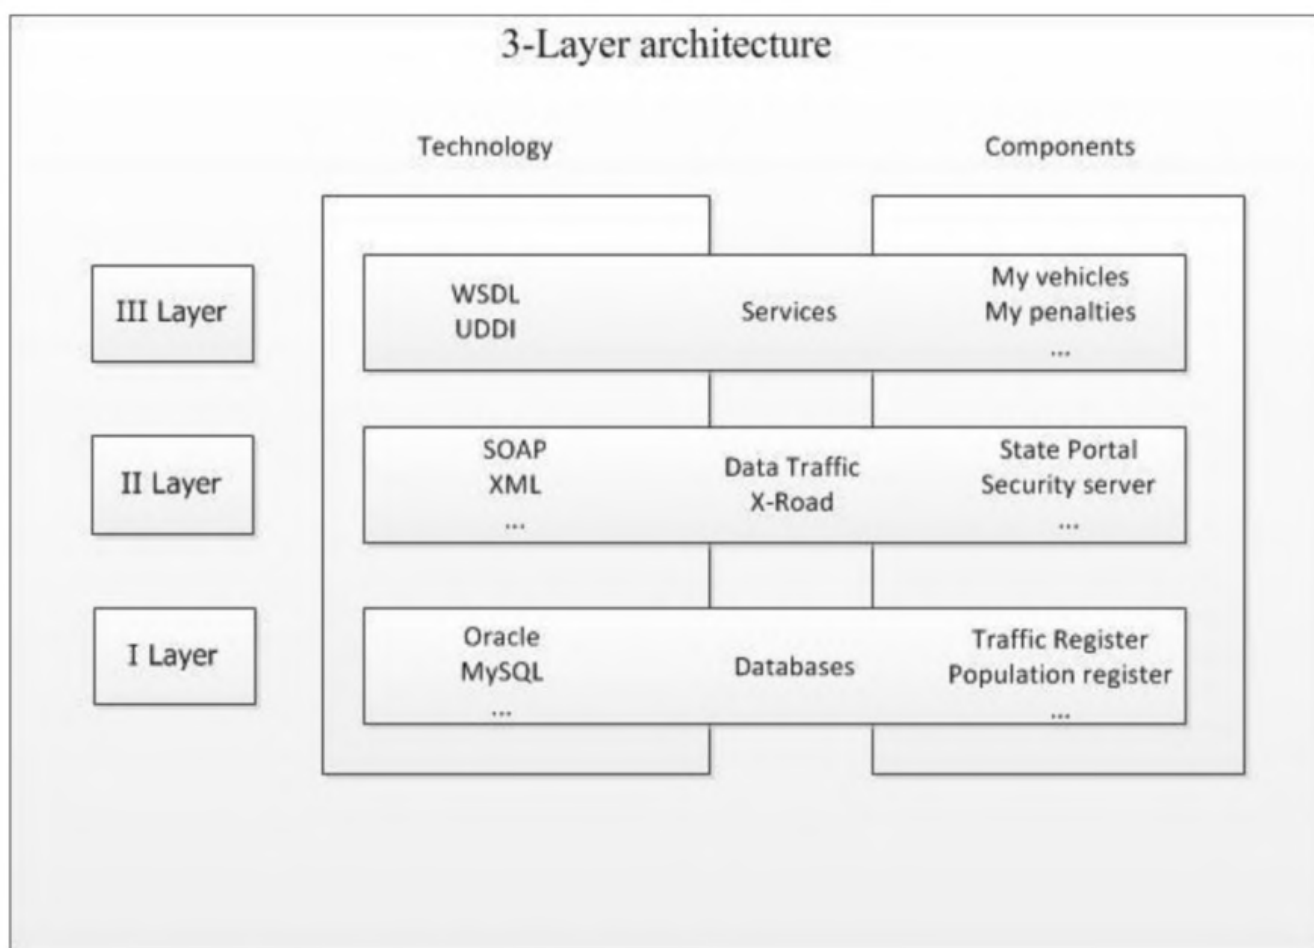 3-Layer architecture
Technology
Components
III Layer
WSDL
UDDI
Services
My vehicles
My penalties
...
II Layer
SOAP
XML
...
Data Traffic
X-Road
State Portal
Security server
...
I Layer
Oracle
MySQL
...
Databases
Traffic Register
Population register
...